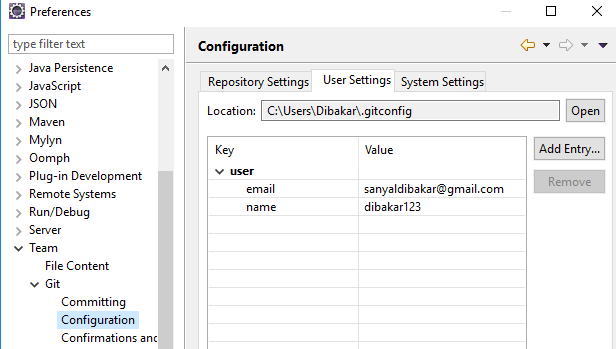 Preferences
type filter text
Java Persistence
JavaScript
JSON
Maven
Mylyn
Oomph
Plug-in Development
Remote Systems
Run/Debug
Server
Team
File Content
Git
Committing
Configuration
Confirmations and
Configuration
Repository Settings User Settings System Settings
Location: C:\Users\Dibakar\.gitconfig Open
Key Value Add Entry...
user
Remove
email sanyaldibakar@gmail.com
name dibakar123